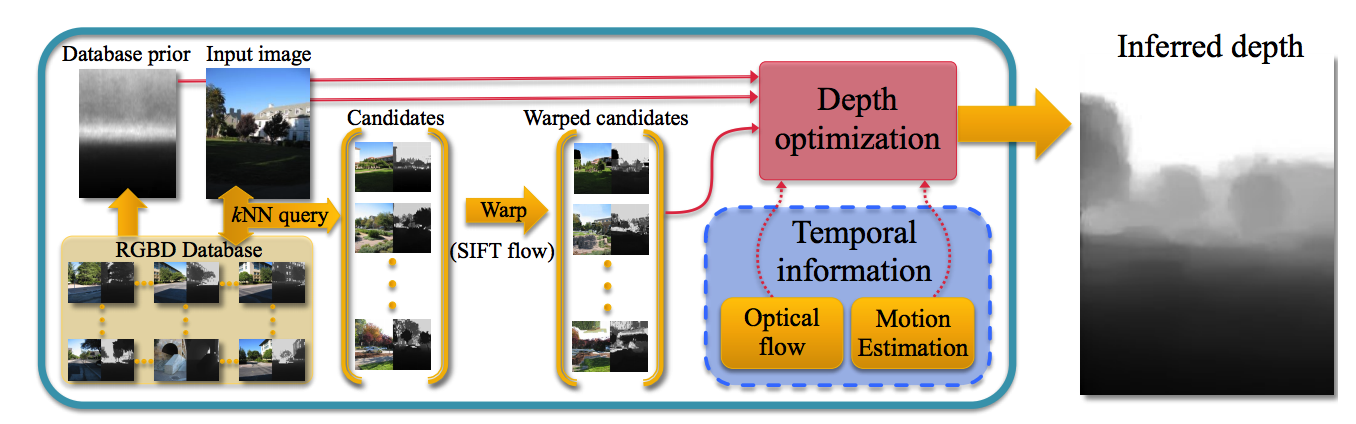 Database prior
Input image
Inferred depth
Candidates
Warped candidates
Depth
optimization
kNN query
Warp
(SIFT flow)
RGBD Database
Temporal
information
Optical
flow
Motion
Estimation